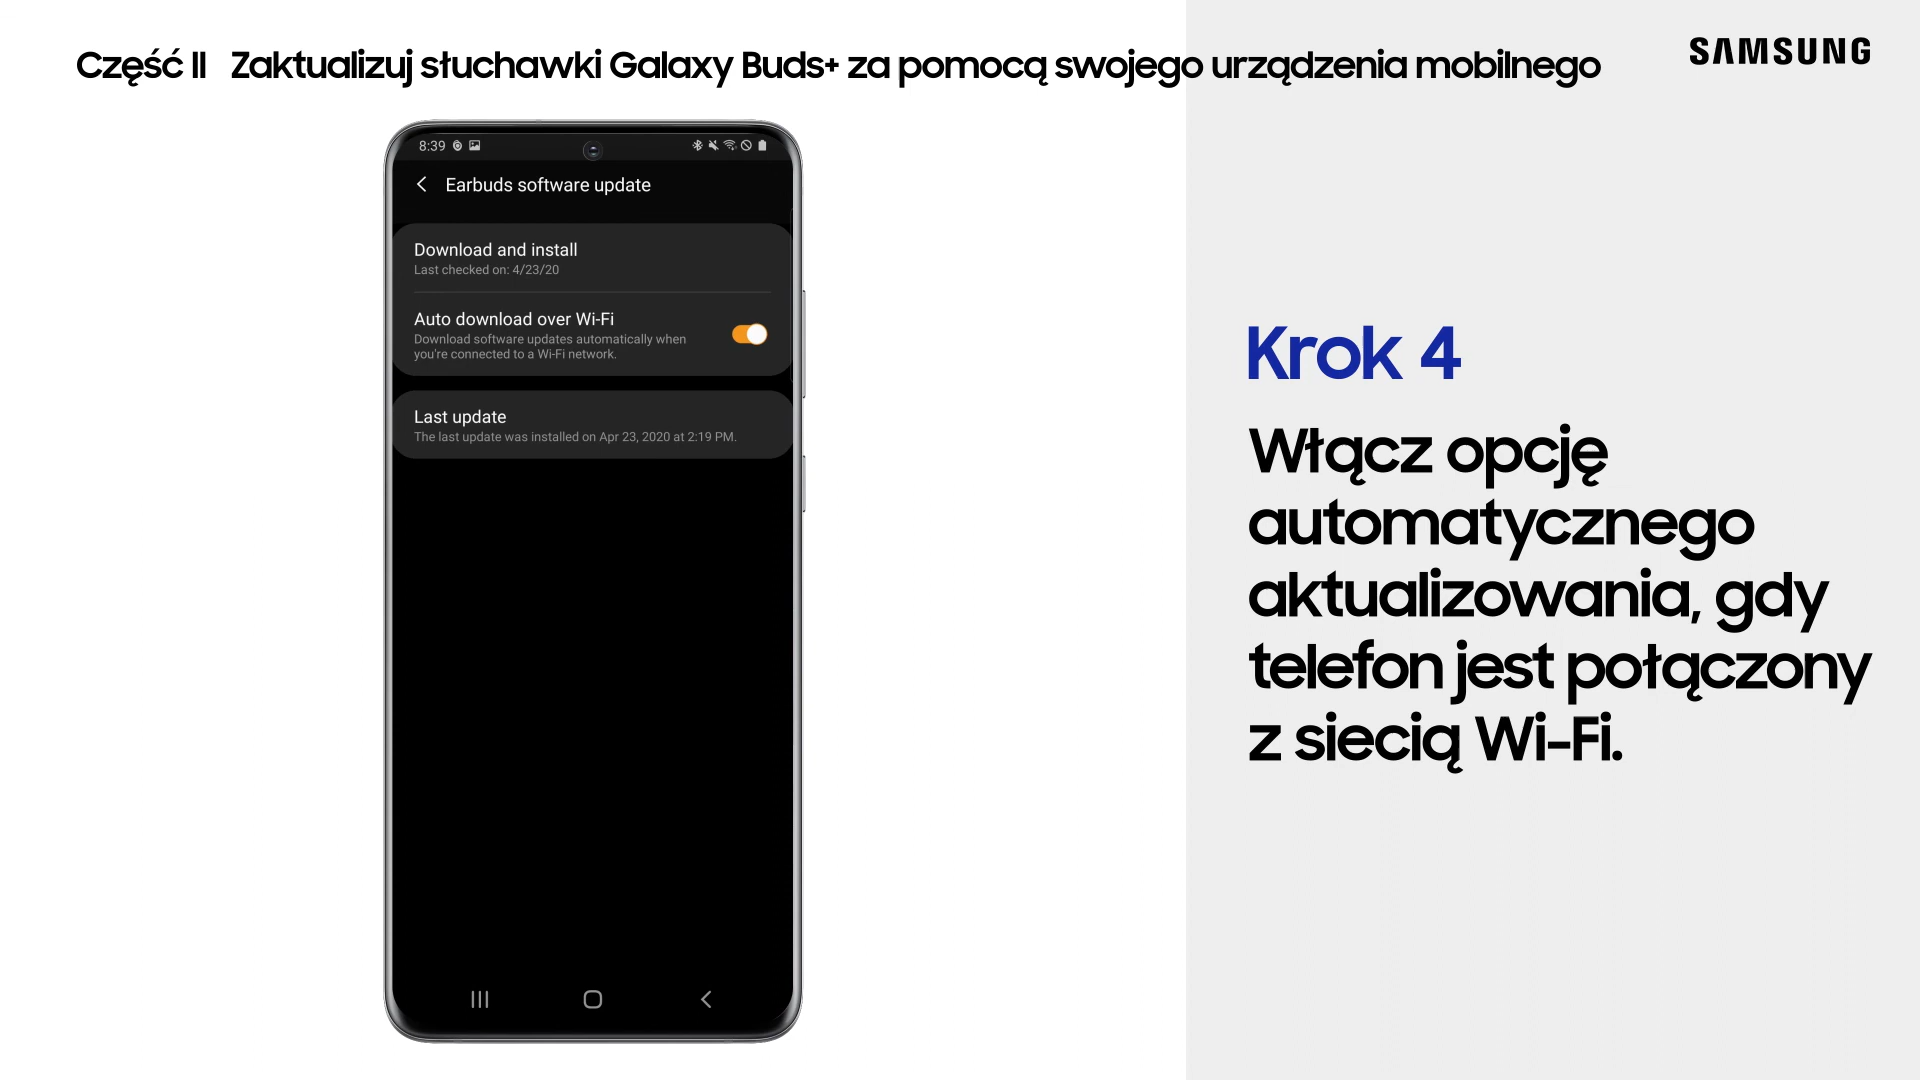 Część II Zaktualizuj słuchawki Galaxy Buds+ za pomocą swojego urządzenia mobilnego
SAMSUNG
8:39
Earbuds software update
Download and install
Last checked on: 4/23/20
Auto download over Wi-Fi
Download software updates automatically when
you're connected to a Wi-Fi network.
Last update
The last update was installed on Apr 23, 2020 at 2:19 PM.
Krok 4
Włącz opcję
automatycznego
aktualizowania, gdy
telefon jest połączony
z siecią Wi-Fi.